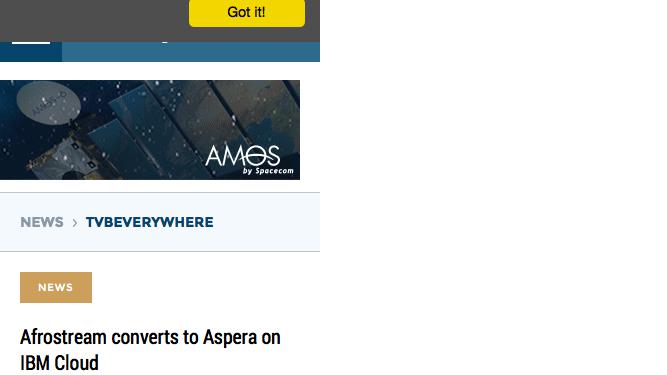 Got it!
AMOS
by Spacecom
NEWS > TVBEVERYWHERE
NEWS
Afrostream converts to Aspera on
IBM Cloud